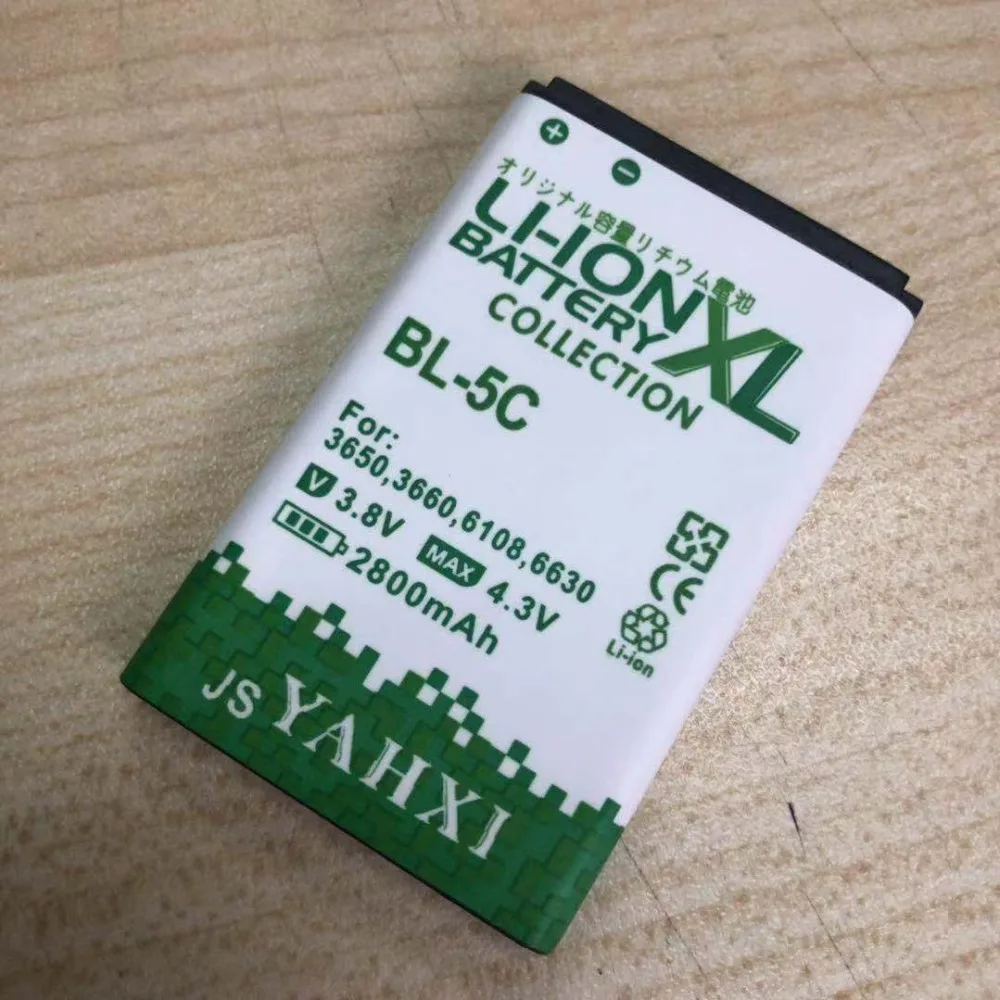 + -
オリジナル容量リチウム電池
LI-ION XL
BATTERY
COLLECTION
BL-5C
For:
3650,3660,6108,6630
V 3.8V MAX 4.3V
2800mAh
CE
Li-ion
JS YAHXI